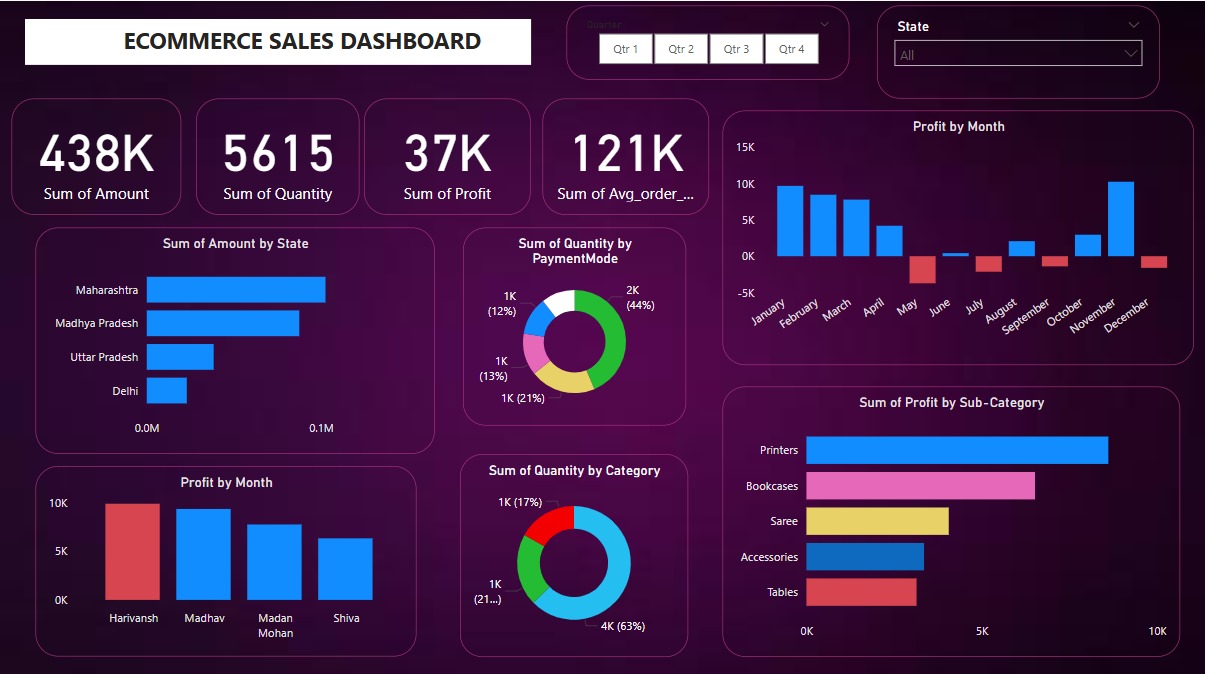 ECOMMERCE SALES DASHBOARD
Quarter
Qtr 1
Qtr 2
Qtr 3
Qtr 4
State
All
438K
Sum of Amount
5615
Sum of Quantity
37K
Sum of Profit
121K
Sum of Avg_order_...
Profit by Month
15K
10K
5K
0K
-5K
January
February
March
April
May
June
July
August
September
October
November
December
Sum of Amount by State
Maharashtra
Madhya Pradesh
Uttar Pradesh
Delhi
0.0M
0.1M
Sum of Quantity by
PaymentMode
1K
(12%)
2K
(44%)
1K
(13%)
1K (21%)
Sum of Profit by Sub-Category
Printers
Bookcases
Saree
Accessories
Tables
0K
5K
10K
Profit by Month
10K
5K
0K
Harivansh
Madhav
Madan
Mohan
Shiva
Sum of Quantity by Category
1K (17%)
1K
(21...)
4K (63%)